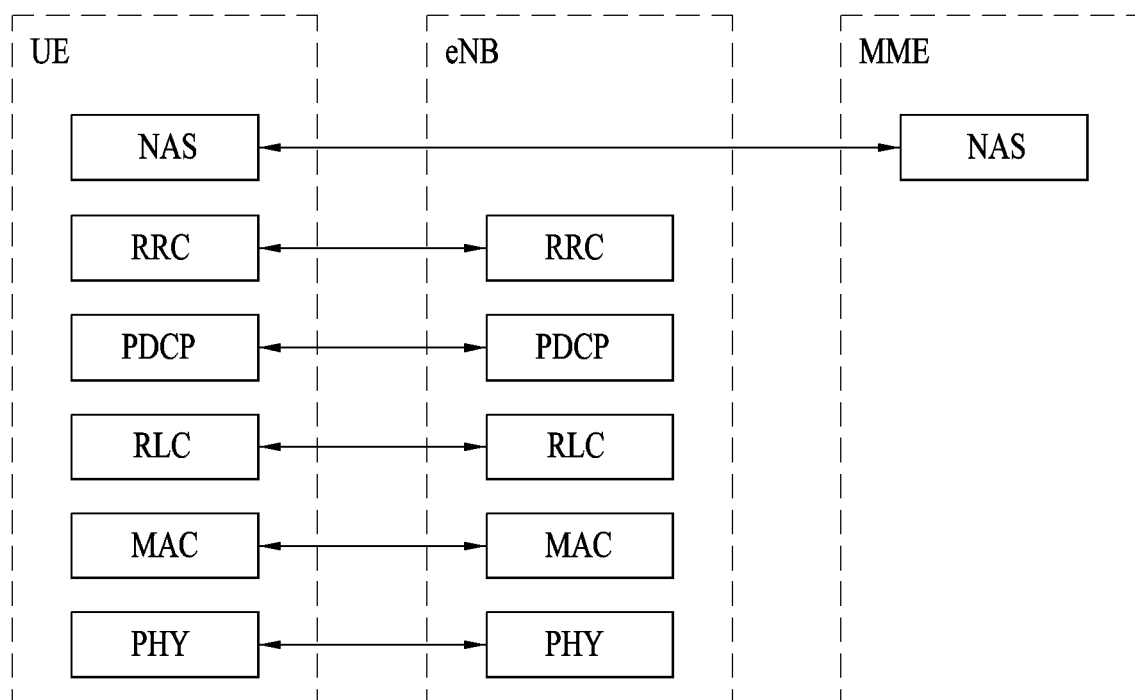 UE eNB MME
NAS NAS
RRC RRC
PDCP PDCP
RLC RLC
MAC MAC
PHY PHY